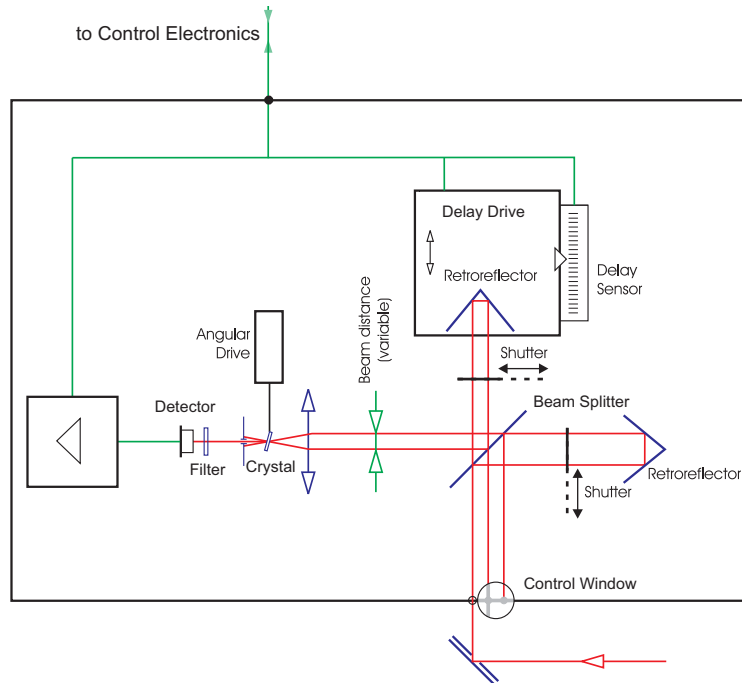 to Control Electronics
Delay Drive
Retroreflector
Delay
Sensor
Angular
Drive
Beam distance
(variable)
Shutter
Beam Splitter
Detector
Filter
Crystal
Retroreflector
Shutter
Control Window